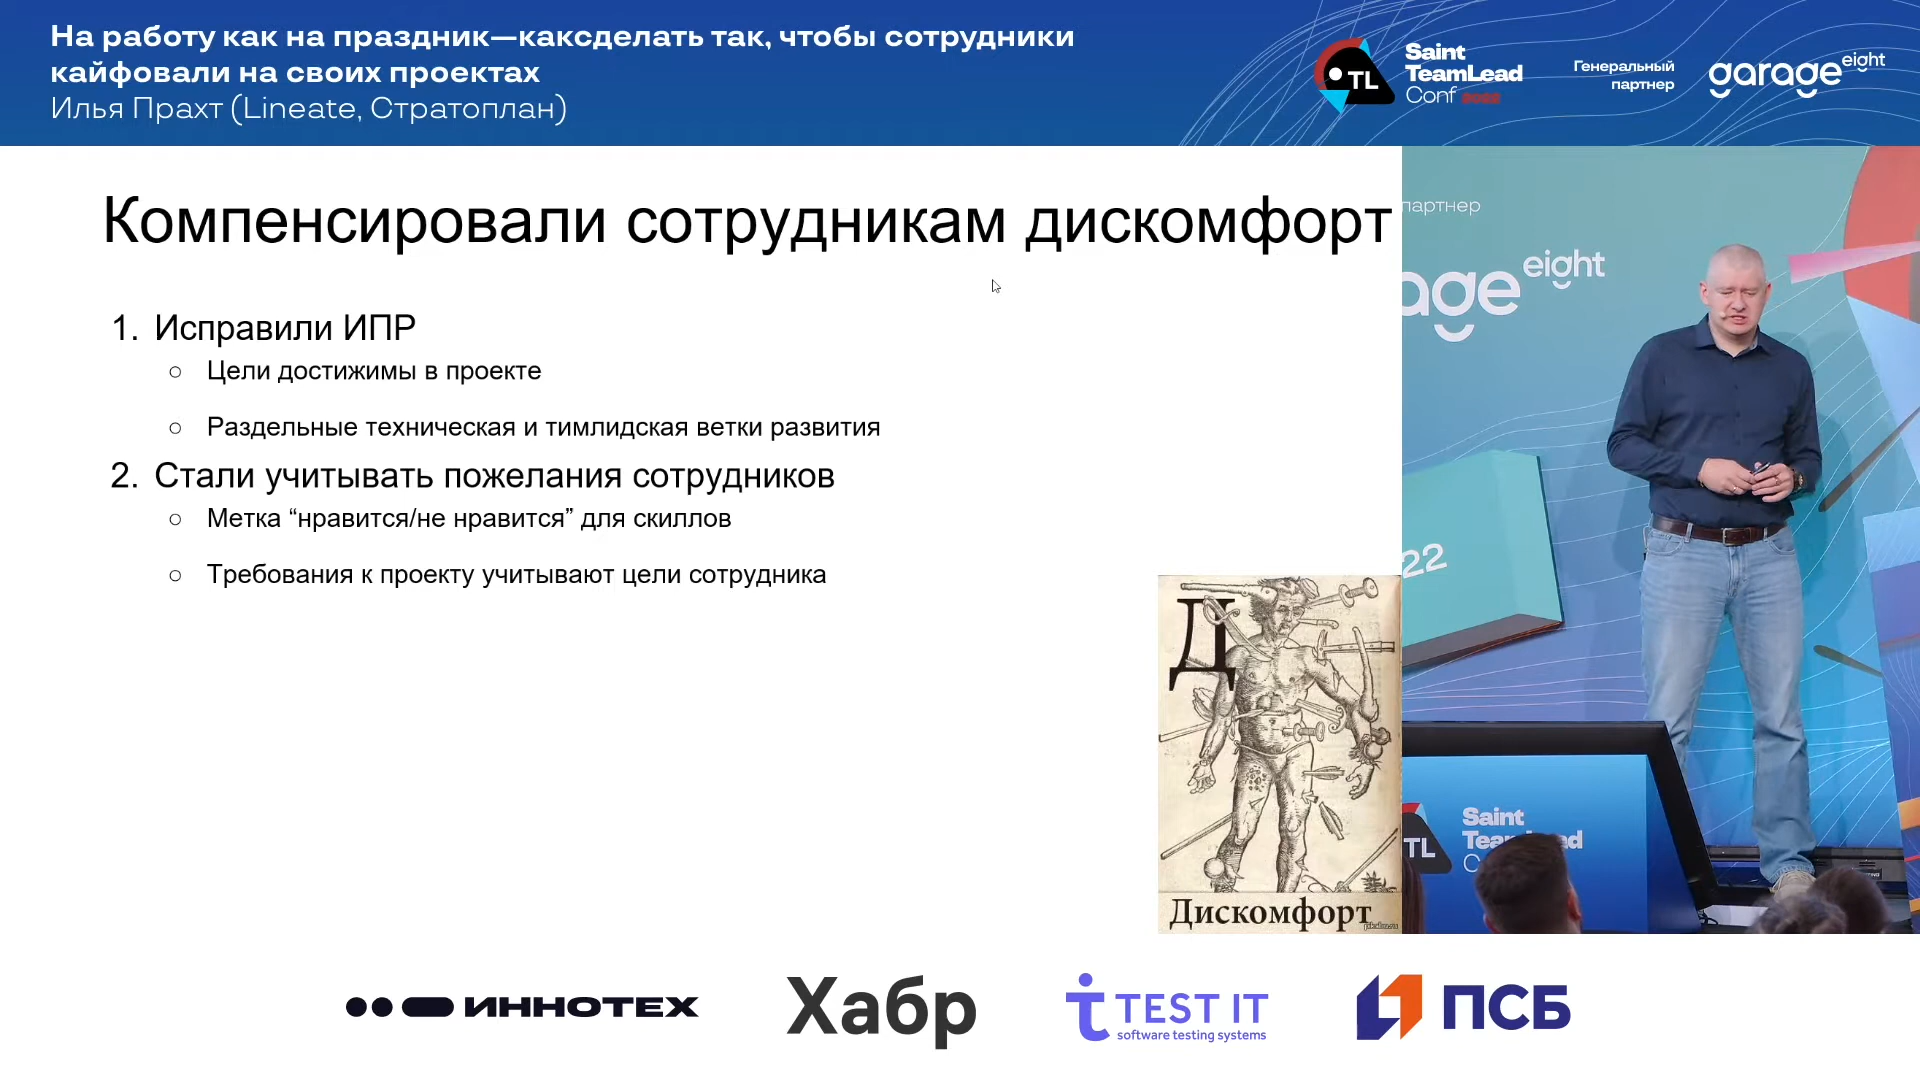 На работу как на праздник—каксделать так, чтобы сотрудники
кайфовали на своих проектах
Илья Прахт (Lineate, Стратоплан)
TL
Saint
TeamLead
Conf 2022
Генеральный
партнер
garage eight
Компенсировали сотрудникам дискомфорт
1. Исправили ИПР
○ Цели достижимы в проекте
○ Раздельные техническая и тимлидская ветки развития
2. Стали учитывать пожелания сотрудников
○ Метка “нравится/не нравится” для скиллов
○ Требования к проекту учитывают цели сотрудника
Д
Дискомфорт
партнер
age eight
22
TL
Saint
ИННОТЕХ
Хабр
TEST IT
software testing systems
ПСБ